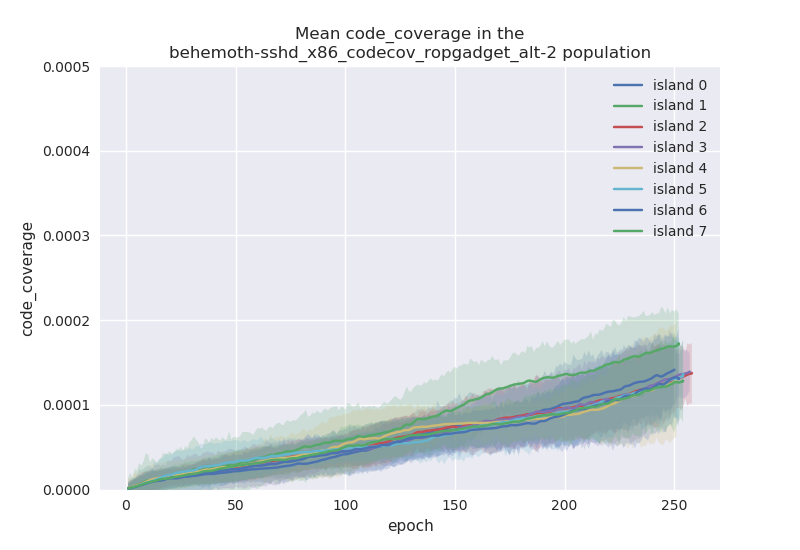 Mean code_coverage in the
behemoth-sshd_x86_codecov_ropgadget_alt-2 population
0.0005
0.0004
0.0003
0.0002
0.0001
0.0000
code_coverage
island 0
island 1
island 2
island 3
island 4
island 5
island 6
island 7
0
50
100
150
200
250
epoch